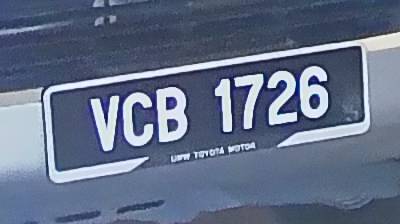 VCB 1726
UMW TOYOTA MOTOR